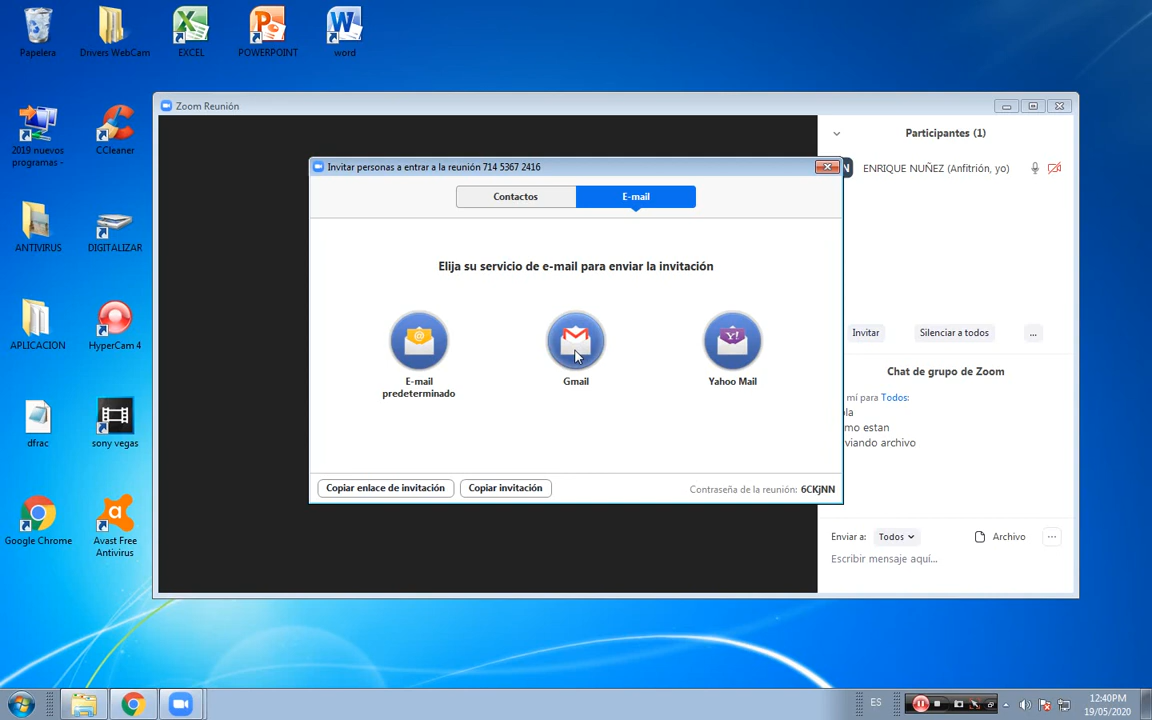 Papelera
Drivers WebCam
EXCEL
POWERPOINT
word
2019 nuevos
programas -
CCleaner
ANTIVIRUS
DIGITALIZAR
APLICACION
HyperCam 4
dfrac
sony vegas
Google Chrome
Avast Free
Antivirus
Zoom Reunión
Invitar personas a entrar a la reunión 714 5367 2416
Contactos
E-mail
Elija su servicio de e-mail para enviar la invitación
E-mail
predeterminado
Gmail
Yahoo Mail
Copiar enlace de invitación
Copiar invitación
Contraseña de la reunión: 6CKjNN
Participantes (1)
N
ENRIQUE NUÑEZ (Anfitrión, yo)
Invitar
Silenciar a todos
...
Chat de grupo de Zoom
mí para Todos:
la
mo estan
viando archivo
Enviar a:
Todos
Archivo
...
Escribir mensaje aquí...
ES
12:40PM
19/05/2020